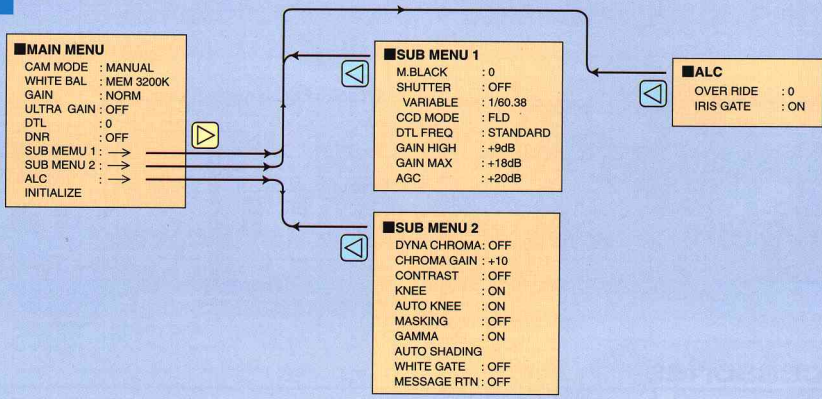 ■MAIN MENU
CAM MODE : MANUAL
WHITE BAL : MEM 3200K
GAIN : NORM
ULTRA GAIN : OFF
DTL : 0
DNR : OFF
SUB MEMU 1 : →
SUB MENU 2 : →
ALC : →
INITIALIZE
■SUB MENU 1
M.BLACK : 0
SHUTTER : OFF
VARIABLE : 1/60.38
CCD MODE : FLD
DTL FREQ : STANDARD
GAIN HIGH : +9dB
GAIN MAX : +18dB
AGC : +20dB
■ALC
OVER RIDE : 0
IRIS GATE : ON
■SUB MENU 2
DYNA CHROMA: OFF
CHROMA GAIN : +10
CONTRAST : OFF
KNEE : ON
AUTO KNEE : ON
MASKING : OFF
GAMMA : ON
AUTO SHADING
WHITE GATE : OFF
MESSAGE RTN : OFF